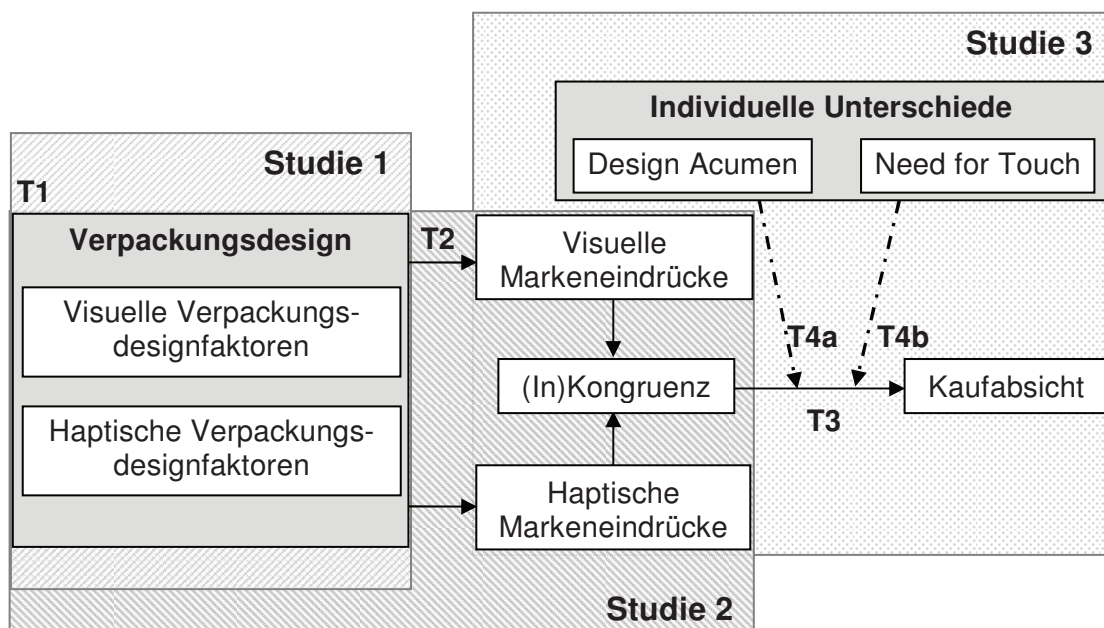 Studie 3
Individuelle Unterschiede
Design Acumen
Need for Touch
Studie 1
T1
Verpackungsdesign
Visuelle Verpackungs-
designfaktoren
Haptische Verpackungs-
designfaktoren
T2
Visuelle
Markeneindrücke
(In)Kongruenz
Haptische
Markeneindrücke
T4a
T4b
T3
Kaufabsicht
Studie 2